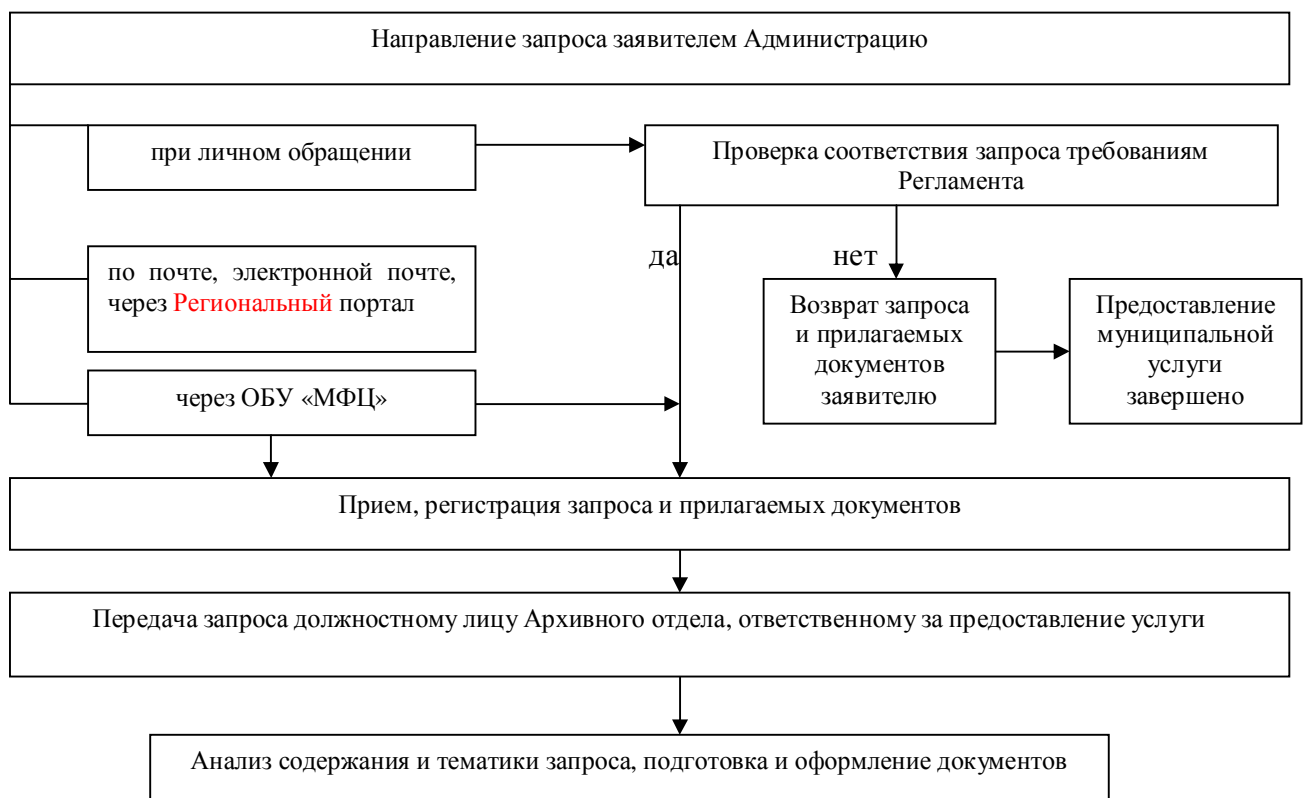 Направление запроса заявителем Администрацию
при личном обращении
Проверка соответствия запроса требованиям
Регламента
да
нет
по почте, электронной почте,
через Региональный портал
Возврат запроса
и прилагаемых
документов
заявителю
Предоставление
муниципальной
услуги
завершено
через ОБУ «МФЦ»
Прием, регистрация запроса и прилагаемых документов
Передача запроса должностному лицу Архивного отдела, ответственному за предоставление услуги
Анализ содержания и тематики запроса, подготовка и оформление документов